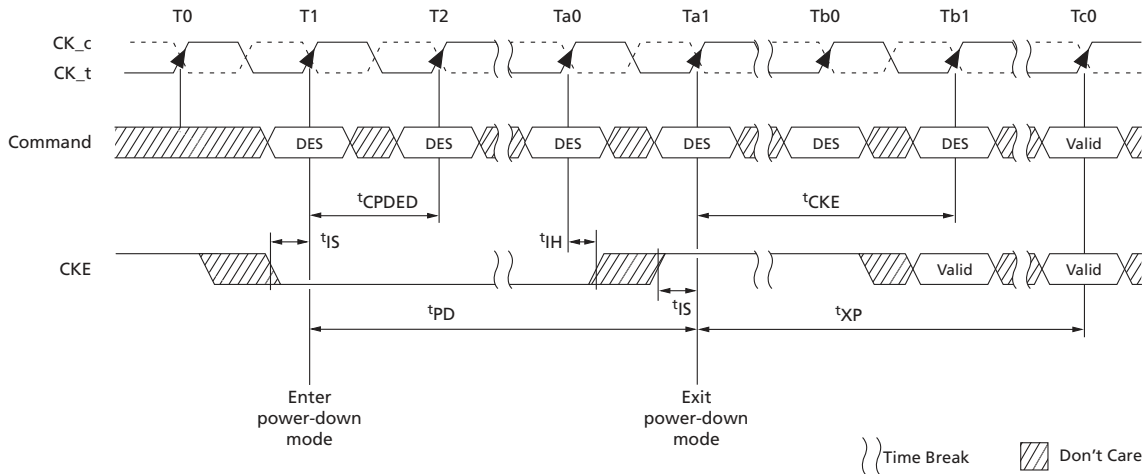 T0 T1 T2 Ta0 Ta1 Tb0 Tb1 Tc0
CK_c
CK_t
Command DES DES DES DES DES DES Valid
tCPDED tCKE
tIS tIH
CKE Valid Valid
tIS
tPD tXP
Enter
power-down
mode
Exit
power-down
mode
Time Break Don't Care